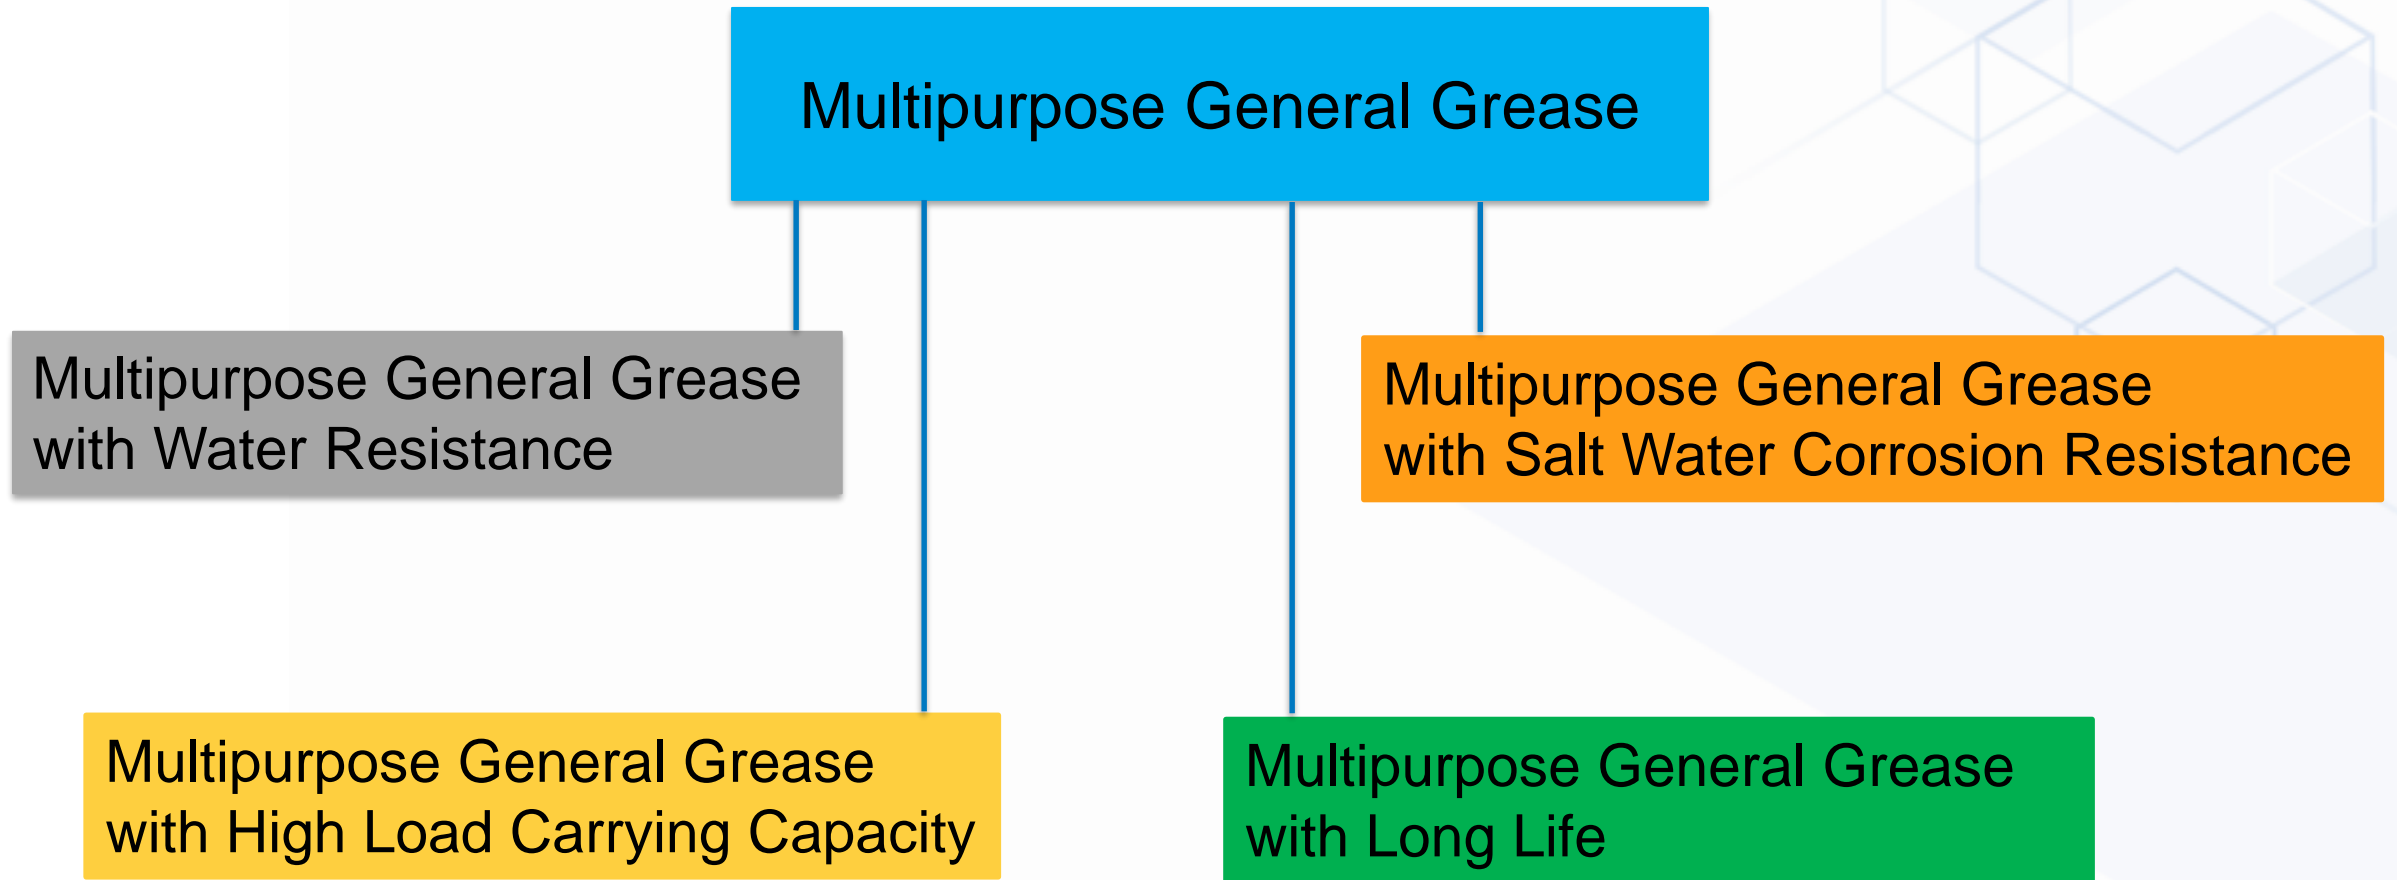 Multipurpose General Grease
Multipurpose General Grease
with Water Resistance
Multipurpose General Grease
with Salt Water Corrosion Resistance
Multipurpose General Grease
with High Load Carrying Capacity
Multipurpose General Grease
with Long Life